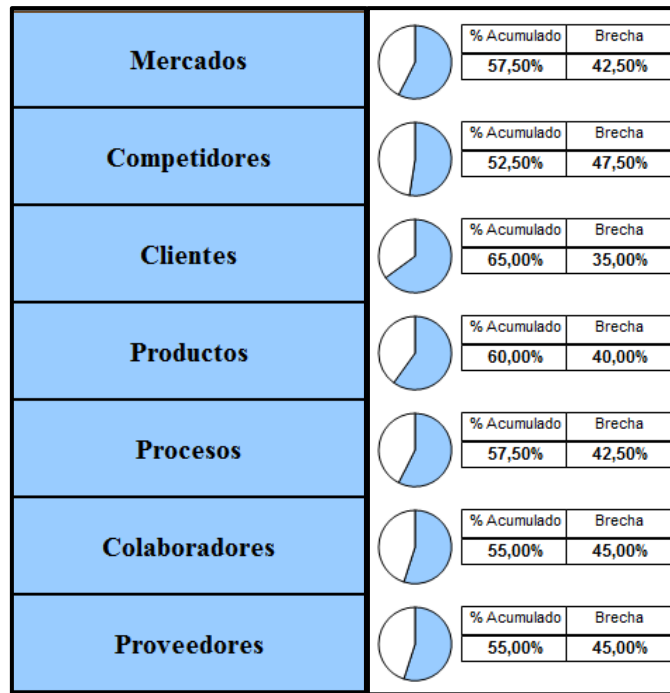 Mercados
% Acumulado Brecha
57,50% 42,50%
Competidores
% Acumulado Brecha
52,50% 47,50%
Clientes
% Acumulado Brecha
65,00% 35,00%
Productos
% Acumulado Brecha
60,00% 40,00%
Procesos
% Acumulado Brecha
57,50% 42,50%
Colaboradores
% Acumulado Brecha
55,00% 45,00%
Proveedores
% Acumulado Brecha
55,00% 45,00%